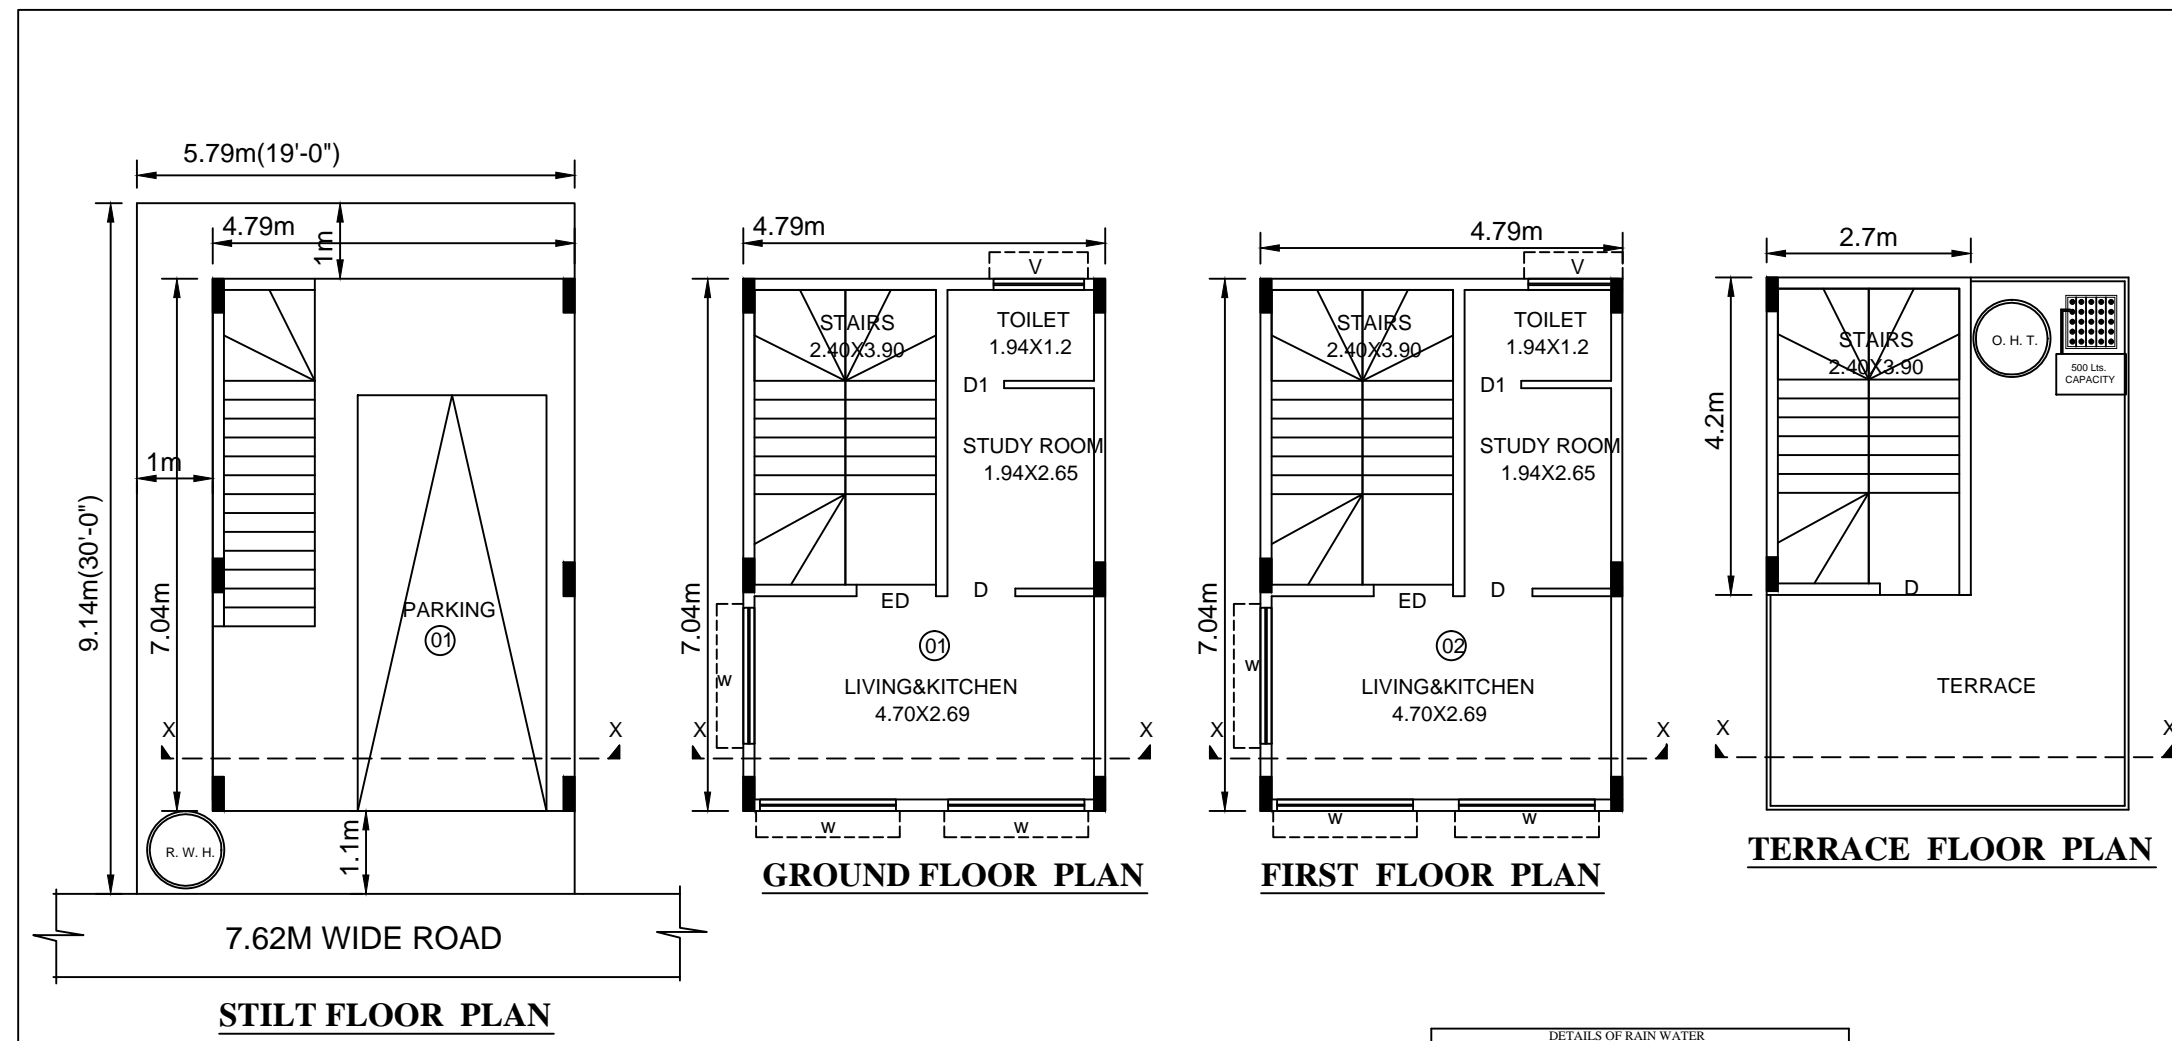 5.79m(19'-0")
4.79m
1m
9.14m(30'-0")
7.04m
1m
PARKING
01
X
X
R. W. H.
1.1m
7.62M WIDE ROAD
STILT FLOOR PLAN
4.79m
V
STAIRS
2.40X3.90
TOILET
1.94X1.2
D1
STUDY ROOM
1.94X2.65
7.04m
ED
D
w
01
LIVING&KITCHEN
4.70X2.69
X
X
w
w
GROUND FLOOR PLAN
4.79m
V
STAIRS
2.40X3.90
TOILET
1.94X1.2
D1
STUDY ROOM
1.94X2.65
7.04m
ED
D
w
02
LIVING&KITCHEN
4.70X2.69
X
X
w
w
FIRST FLOOR PLAN
2.7m
4.2m
STAIRS
2.40X3.90
O. H. T.
500 Lts.
CAPACITY
D
TERRACE
X
X
TERRACE FLOOR PLAN
DETAILS OF RAIN WATER